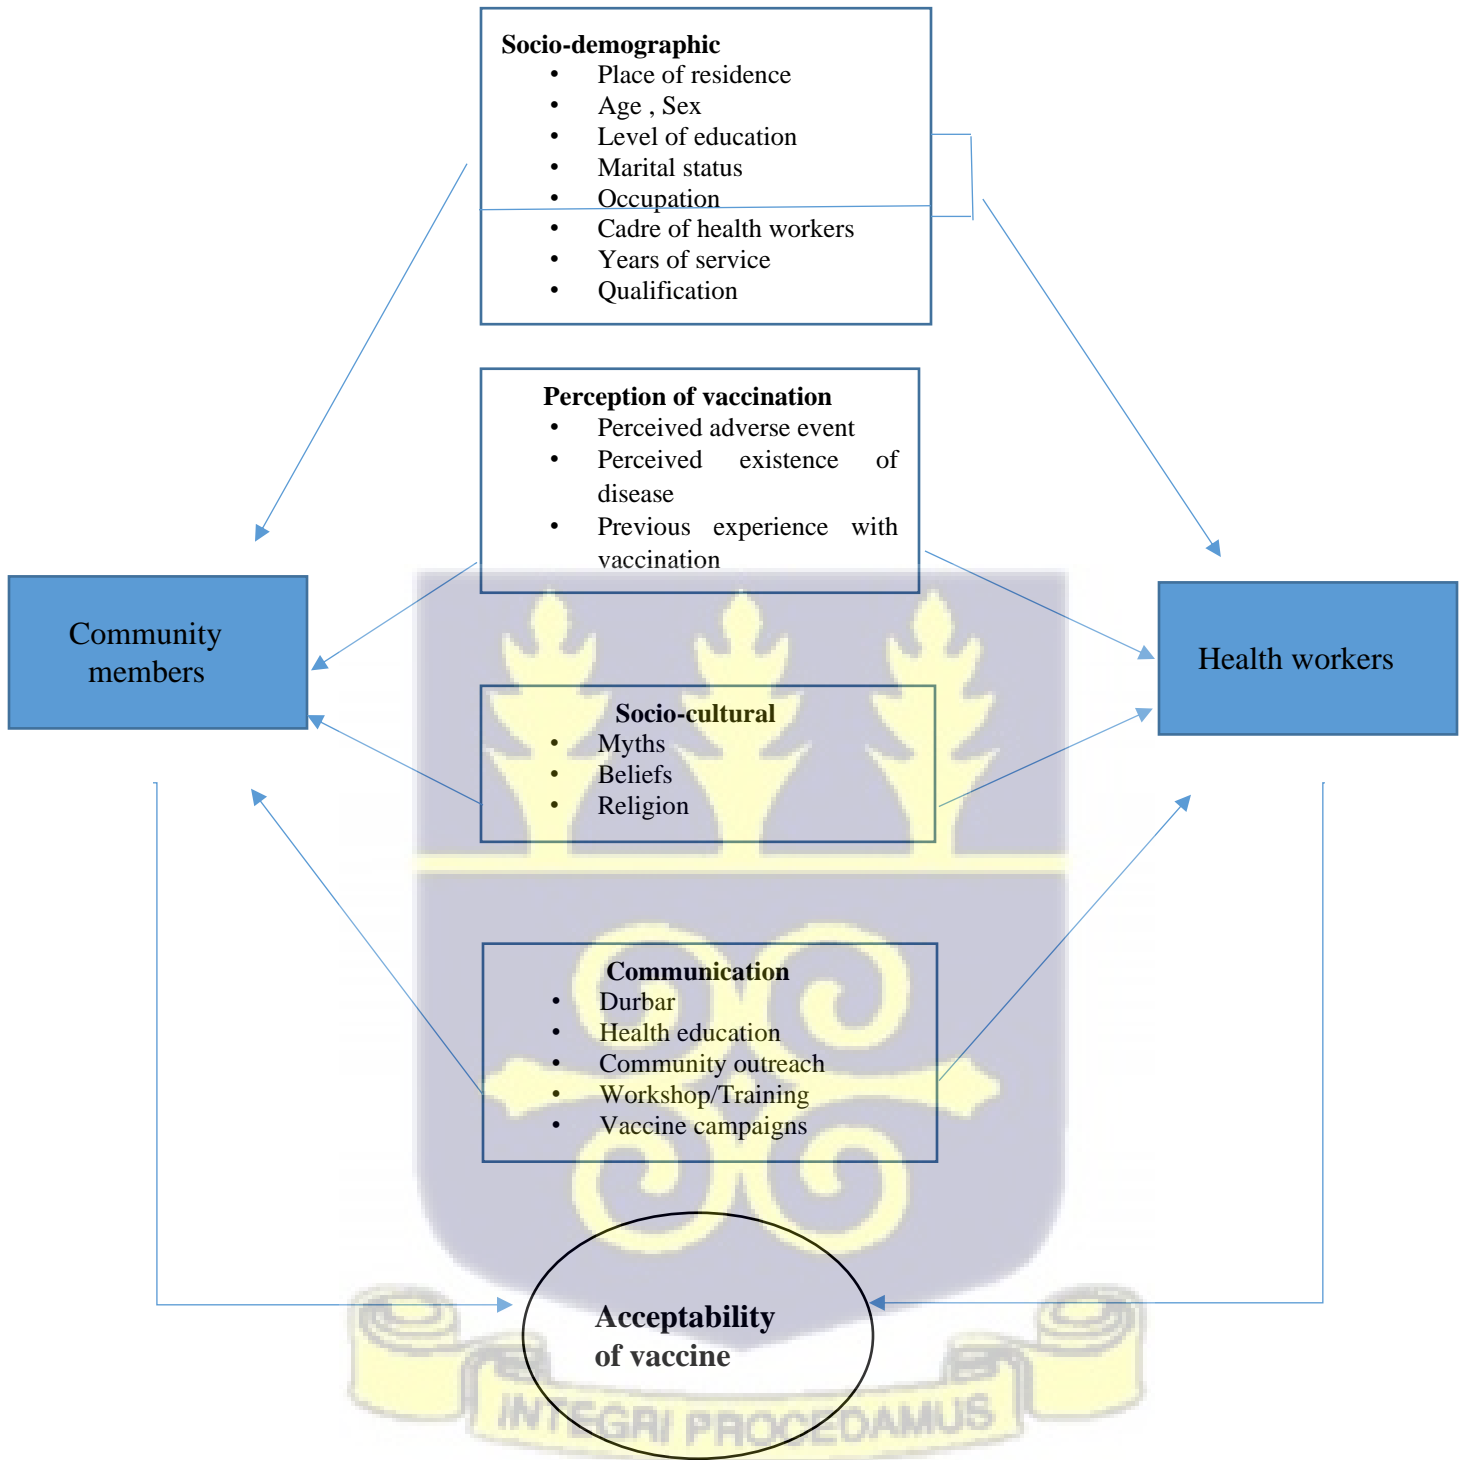 Socio-demographic
• Place of residence
• Age , Sex
• Level of education
• Marital status
• Occupation
• Cadre of health workers
• Years of service
• Qualification
Perception of vaccination
• Perceived adverse event
• Perceived existence of
disease
• Previous experience with
vaccination
Community
members
Health workers
Socio-cultural
• Myths
• Beliefs
• Religion
Communication
• Durbar
• Health education
• Community outreach
• Workshop/Training
• Vaccine campaigns
Acceptability
of vaccine
INTEGRI PROCEDAMUS